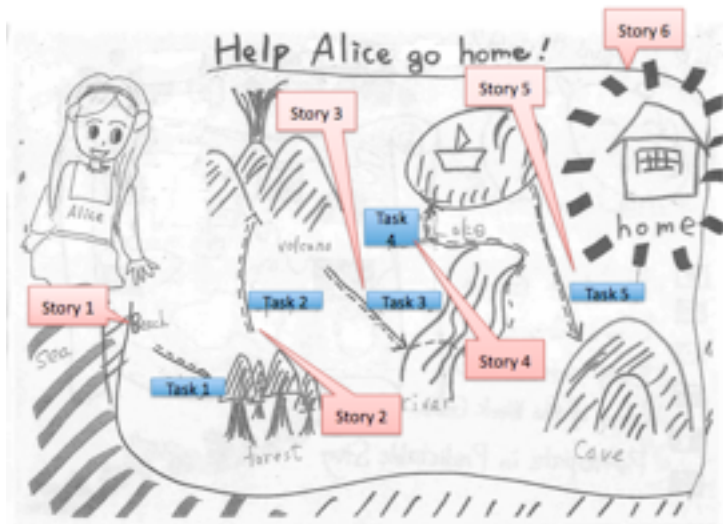 Help Alice go home!
Story 6
Story 5
Story 3
Alice
Task
4
Lake
home
volcano
Story 1
Beach
Task 2
Task 3
Task 5
Sea
Task 1
Story 4
Story 2
river
forest
Cave